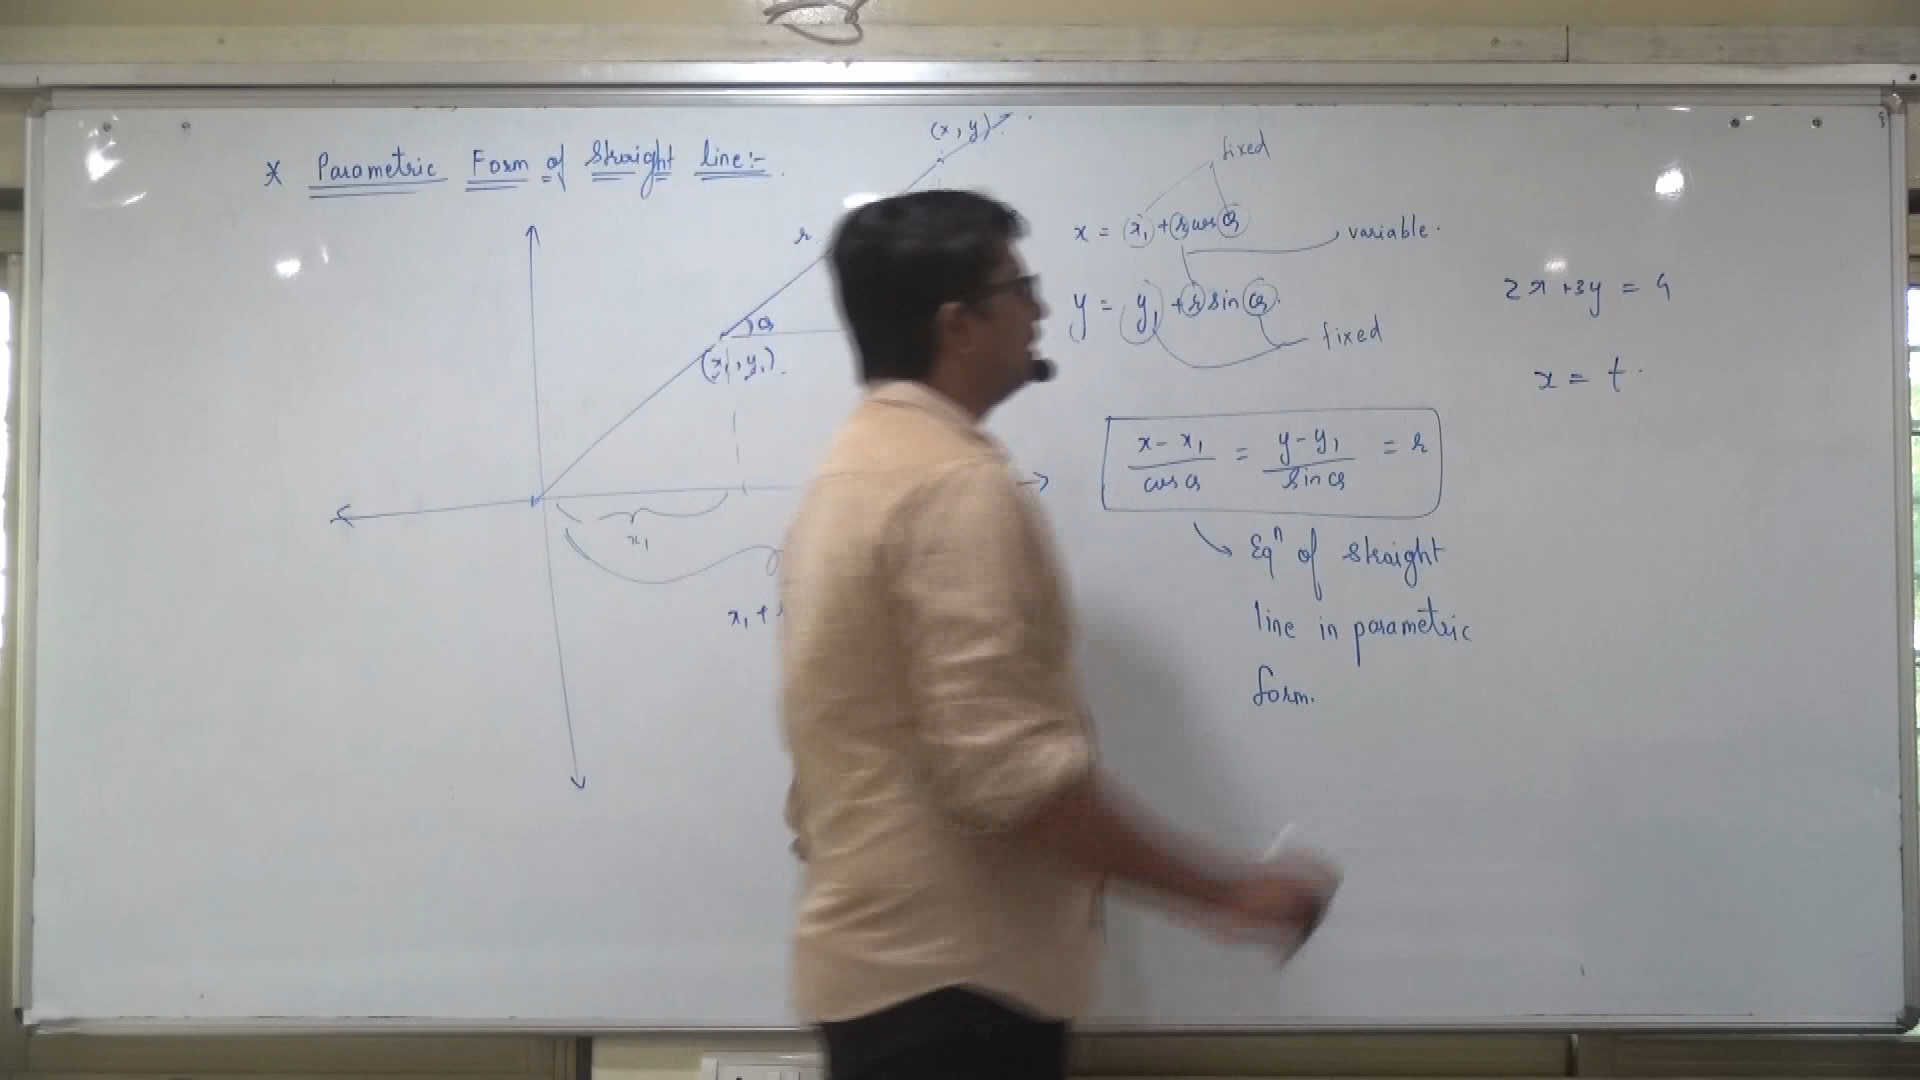 * Parametric Form of Straight line:-
(x, y)
r
θ
(x₁, y₁).
x₁
x₁ +
fixed
x = x₁ + r cos θ
variable.
y = y₁ + r sin θ.
fixed
x - x₁ / cos θ = y - y₁ / sin θ = r
Eqⁿ of straight
line in parametric
form.
2x + 3y = 4
x = t.